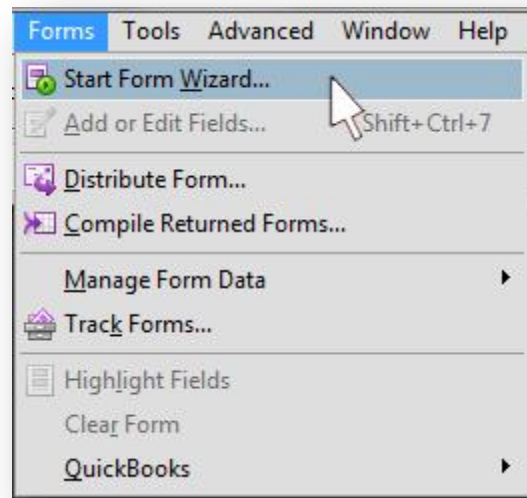 Forms Tools Advanced Window Help
Start Form Wizard...
Add or Edit Fields... Shift+Ctrl+7
Distribute Form...
Compile Returned Forms...
Manage Form Data
Track Forms...
Highlight Fields
Clear Form
QuickBooks